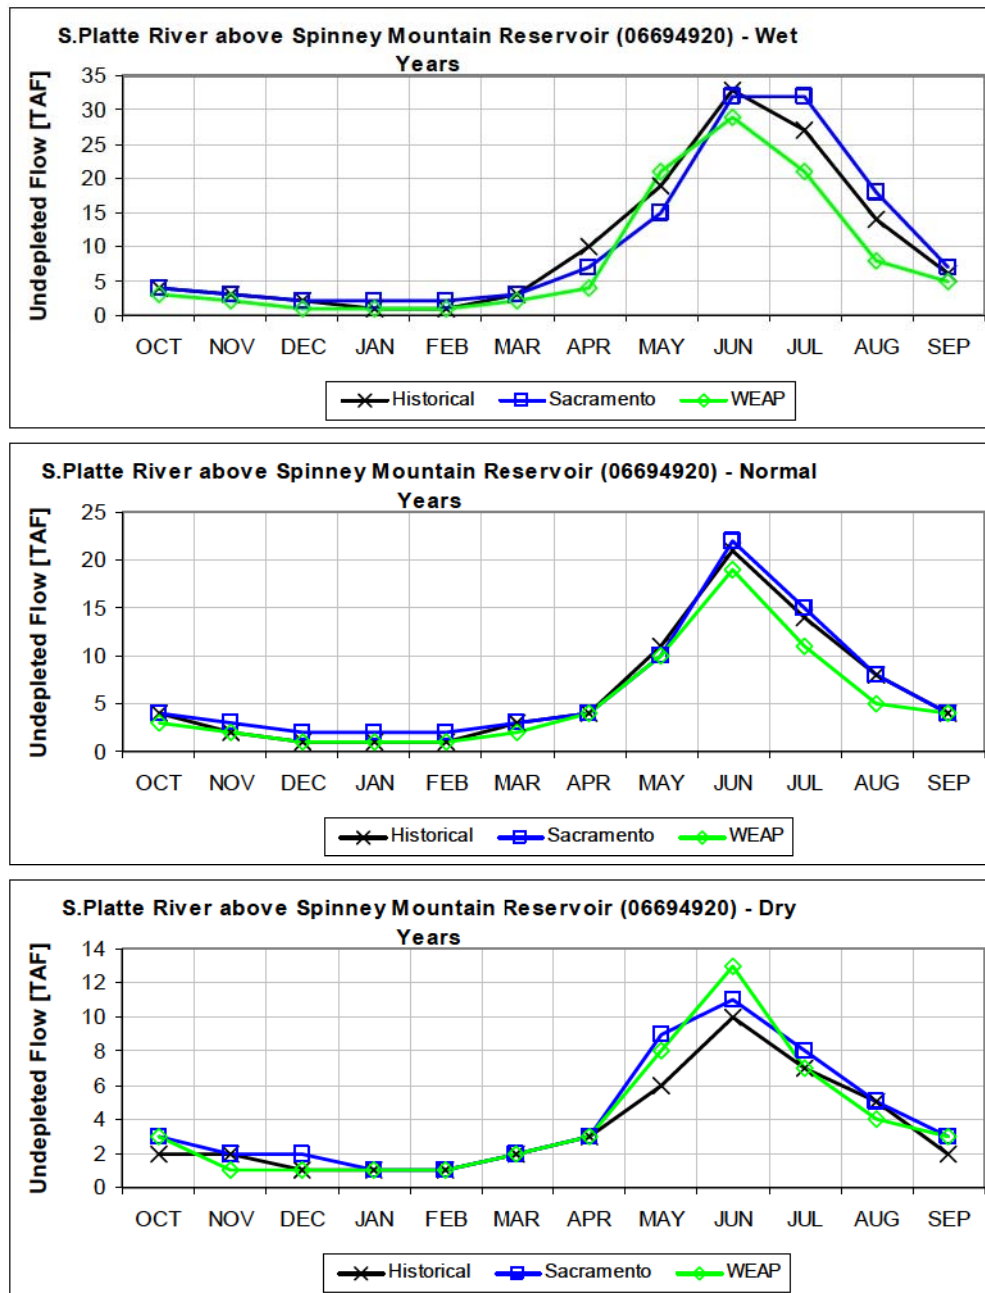 S.Platte River above Spinney Mountain Reservoir (06694920) - Wet
Years
Undepleted Flow [TAF]
35
30
25
20
15
10
5
0
OCT NOV DEC JAN FEB MAR APR MAY JUN JUL AUG SEP
Historical Sacramento WEAP
S.Platte River above Spinney Mountain Reservoir (06694920) - Normal
Years
Undepleted Flow [TAF]
25
20
15
10
5
0
OCT NOV DEC JAN FEB MAR APR MAY JUN JUL AUG SEP
Historical Sacramento WEAP
S.Platte River above Spinney Mountain Reservoir (06694920) - Dry
Years
Undepleted Flow [TAF]
14
12
10
8
6
4
2
0
OCT NOV DEC JAN FEB MAR APR MAY JUN JUL AUG SEP
Historical Sacramento WEAP